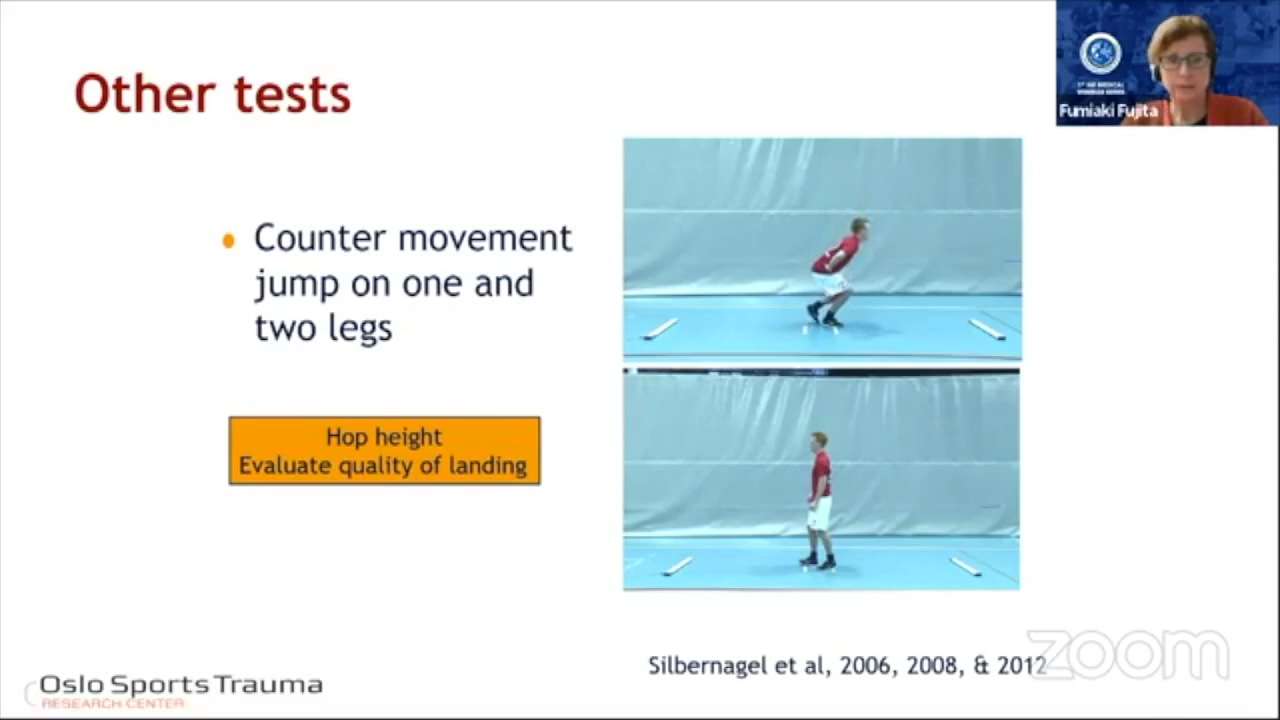 Other tests
Fumiaki Fujita
• Counter movement
jump on one and
two legs
Hop height
Evaluate quality of landing
Silbernagel et al, 2006, 2008, & 2012
zoom
Oslo Sports Trauma
RESEARCH CENTER